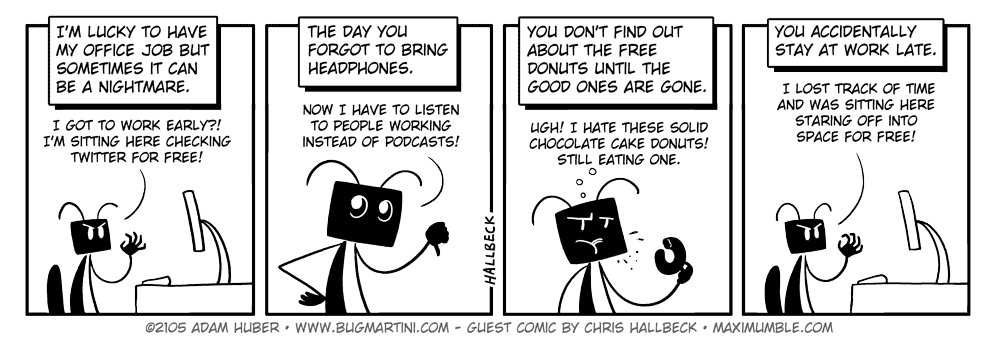 I'M LUCKY TO HAVE
MY OFFICE JOB BUT
SOMETIMES IT CAN
BE A NIGHTMARE.
I GOT TO WORK EARLY?!
I'M SITTING HERE CHECKING
TWITTER FOR FREE!
THE DAY YOU
FORGOT TO BRING
HEADPHONES.
NOW I HAVE TO LISTEN
TO PEOPLE WORKING
INSTEAD OF PODCASTS!
HALLBECK
YOU DON'T FIND OUT
ABOUT THE FREE
DONUTS UNTIL THE
GOOD ONES ARE GONE.
UGH! I HATE THESE SOLID
CHOCOLATE CAKE DONUTS!
STILL EATING ONE.
YOU ACCIDENTALLY
STAY AT WORK LATE.
I LOST TRACK OF TIME
AND WAS SITTING HERE
STARING OFF INTO
SPACE FOR FREE!
©2105 ADAM HUBER • WWW.BUGMARTINI.COM - GUEST COMIC BY CHRIS HALLBECK • MAXIMUMBLE.COM